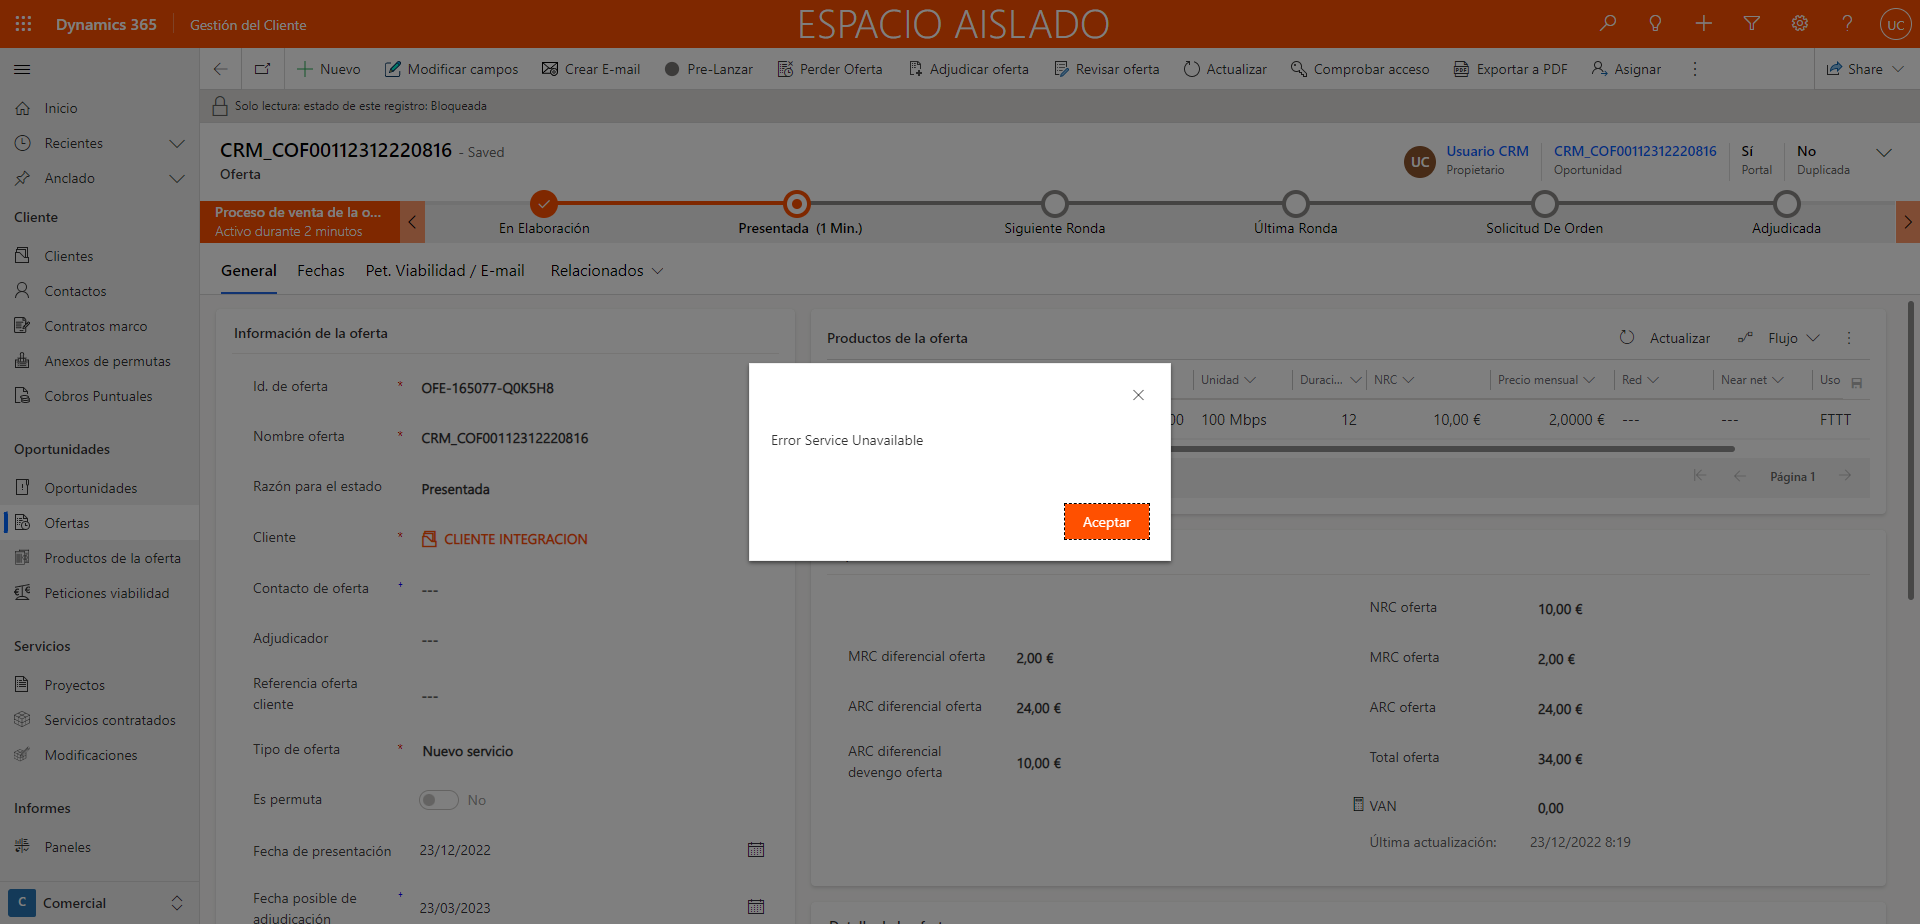 Dynamics 365
Gestión del Cliente
ESPACIO AISLADO
UC
Nuevo
Modificar campos
Crear E-mail
Pre-Lanzar
Perder Oferta
Adjudicar oferta
Revisar oferta
Actualizar
Comprobar acceso
Exportar a PDF
Asignar
Share
Solo lectura: estado de este registro: Bloqueada
Inicio
Recientes
Anclado
Cliente
Clientes
Contactos
Contratos marco
Anexos de permutas
Cobros Puntuales
Oportunidades
Oportunidades
Ofertas
Productos de la oferta
Peticiones viabilidad
Servicios
Proyectos
Servicios contratados
Modificaciones
Informes
Paneles
C
Comercial
CRM_COF00112312220816 - Saved
Oferta
UC
Usuario CRM
Propietario
CRM_COF00112312220816
Oportunidad
Sí
Portal
No
Duplicada
Proceso de venta de la o...
Activo durante 2 minutos
En Elaboración
Presentada (1 Min.)
Siguiente Ronda
Última Ronda
Solicitud De Orden
Adjudicada
General
Fechas
Pet. Viabilidad / E-mail
Relacionados
Información de la oferta
Id. de oferta
*
OFE-165077-Q0K5H8
Nombre oferta
*
CRM_COF00112312220816
Razón para el estado
Presentada
Cliente
*
CLIENTE INTEGRACION
Contacto de oferta
+
---
Adjudicador
---
Referencia oferta
cliente
---
Tipo de oferta
*
Nuevo servicio
Es permuta
No
Fecha de presentación
23/12/2022
Fecha posible de
adjudicación
+
23/03/2023
Productos de la oferta
Actualizar
Flujo
Unidad
Duraci...
NRC
Precio mensual
Red
Near net
Uso
00
100 Mbps
12
10,00 €
2,0000 €
---
---
FTTT
Página 1
Error Service Unavailable
Aceptar
MRC diferencial oferta
2,00 €
ARC diferencial oferta
24,00 €
ARC diferencial
devengo oferta
10,00 €
NRC oferta
10,00 €
MRC oferta
2,00 €
ARC oferta
24,00 €
Total oferta
34,00 €
VAN
0,00
Última actualización:
23/12/2022 8:19